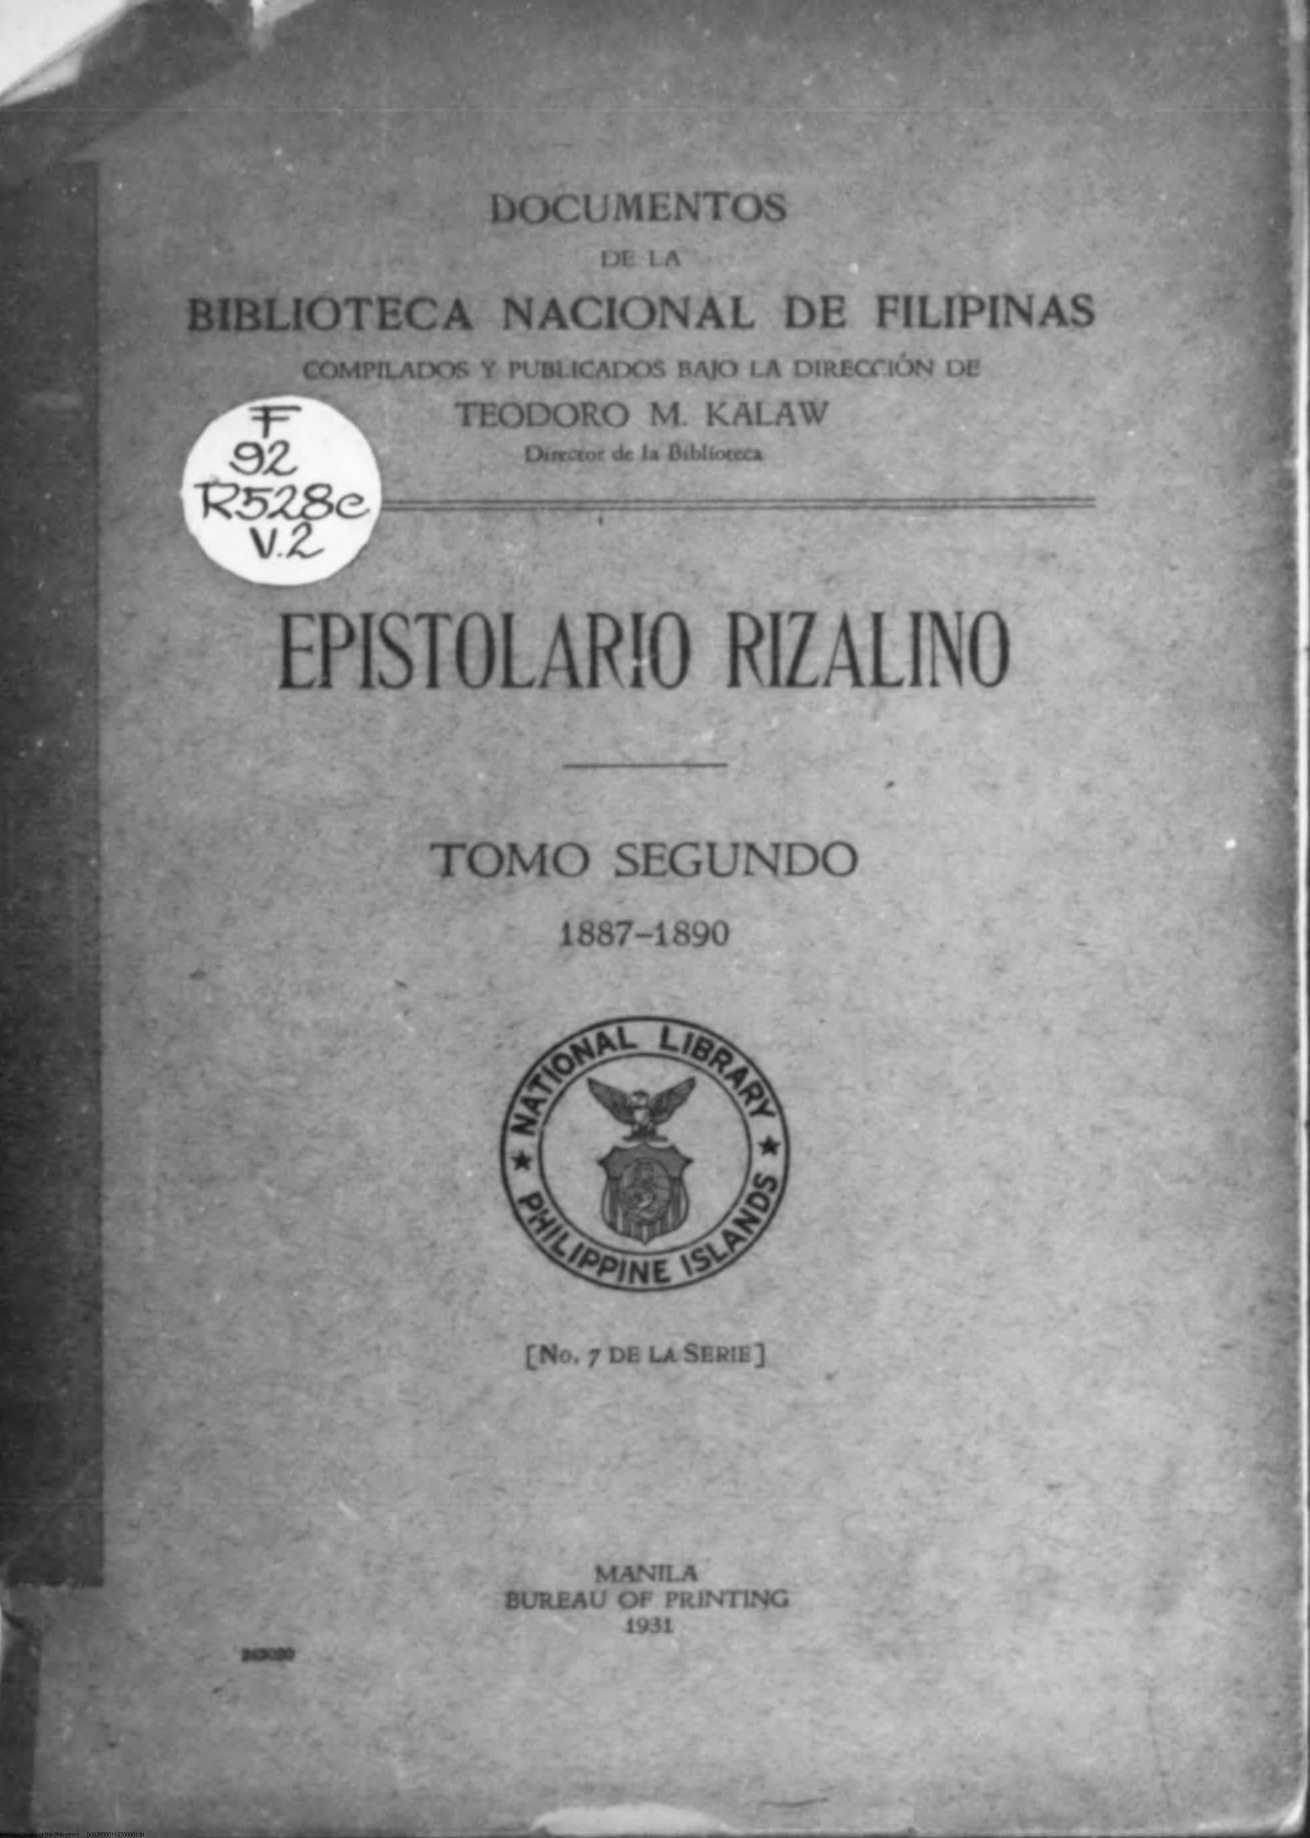 DOCUMENTOS
DE LA
BIBLIOTECA NACIONAL DE FILIPINAS
COMPILADOS Y PUBLICADOS BAJO LA DIRECCIÓN DE
TEODORO M. KALAW
Director de la Biblioteca
F
92
R528e
V.2
EPISTOLARIO RIZALINO
TOMO SEGUNDO
1887–1890
NATIONAL LIBRARY
PHILIPPINE ISLANDS
[No. 7 DE LA SERIE]
MANILA
BUREAU OF PRINTING
1931